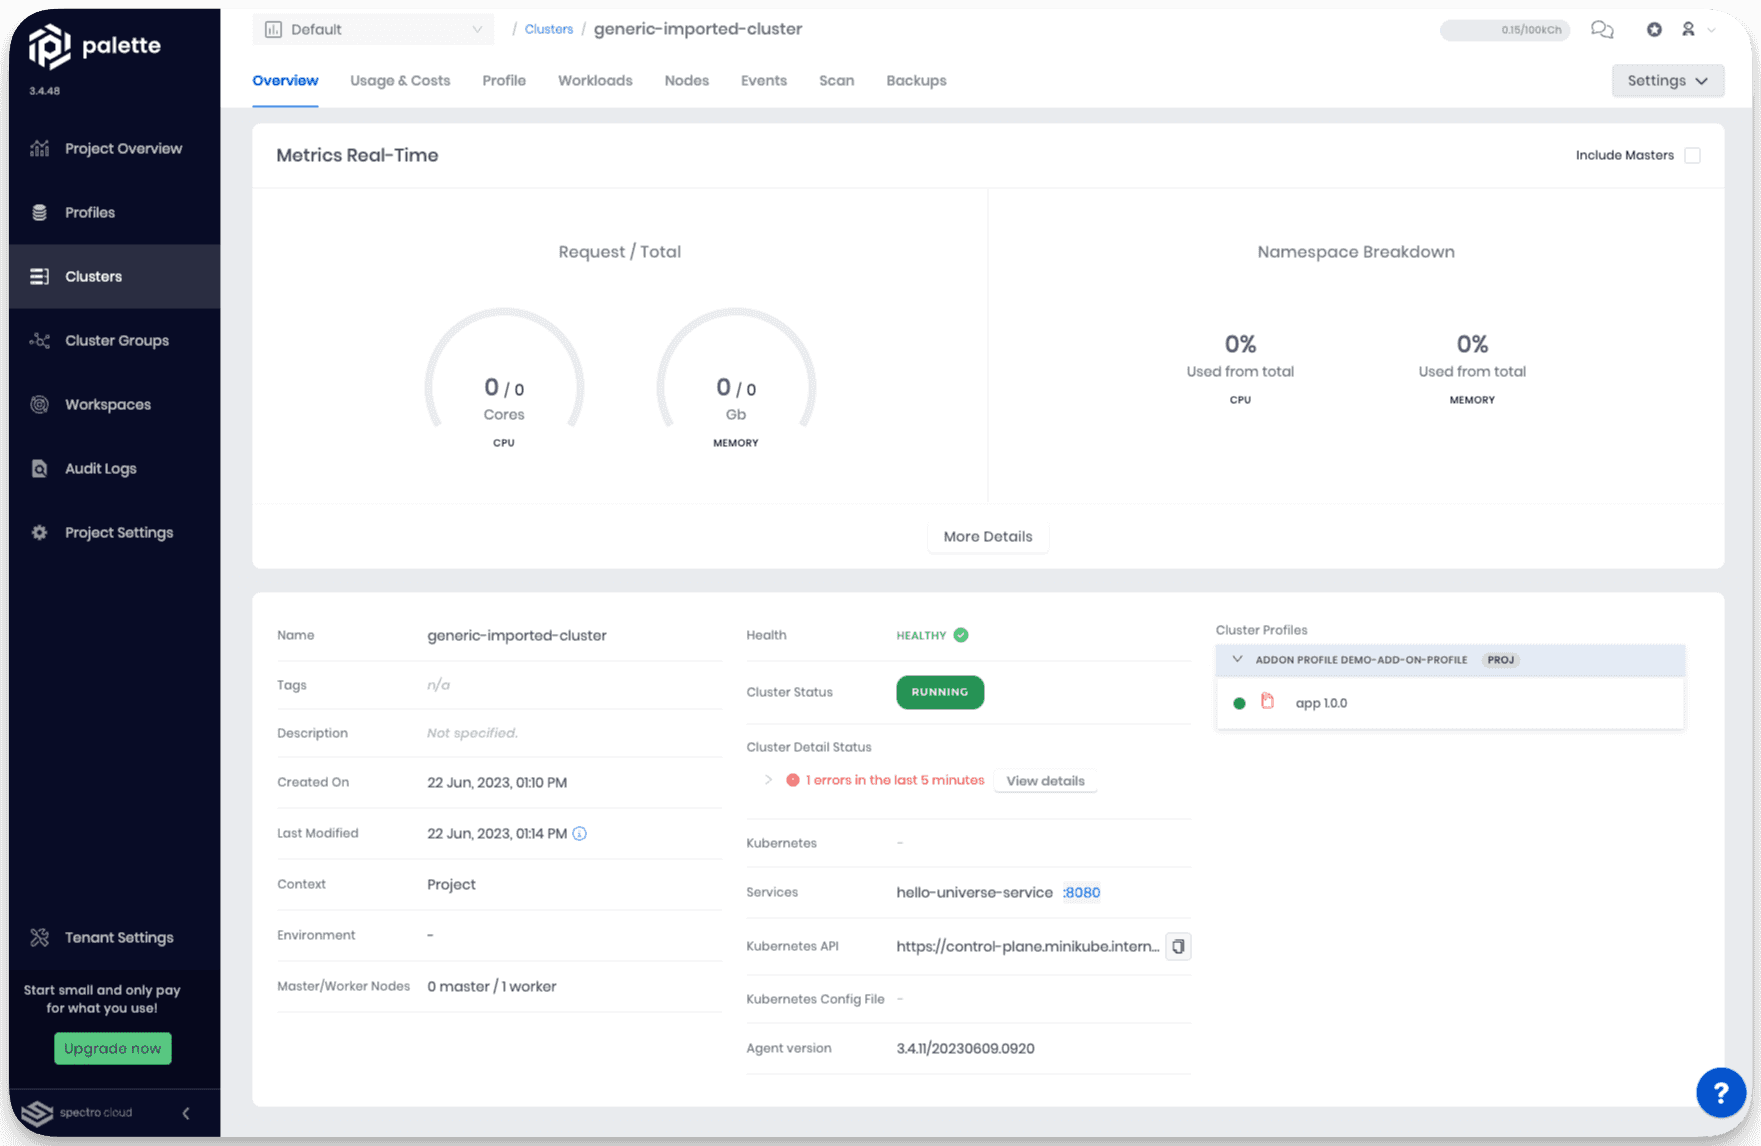 palette
3.4.48
Project Overview
Profiles
Clusters
Cluster Groups
Workspaces
Audit Logs
Project Settings
Tenant Settings
Start small and only pay
for what you use!
Upgrade now
spectro cloud
Default
/ Clusters / generic-imported-cluster
0.15/100kCh
Overview
Usage & Costs
Profile
Workloads
Nodes
Events
Scan
Backups
Settings
Metrics Real-Time
Include Masters
Request / Total
0 / 0
Cores
CPU
0 / 0
Gb
MEMORY
Namespace Breakdown
0%
Used from total
CPU
0%
Used from total
MEMORY
More Details
Name generic-imported-cluster
Tags n/a
Description Not specified.
Created On 22 Jun, 2023, 01:10 PM
Last Modified 22 Jun, 2023, 01:14 PM
Context Project
Environment -
Master/Worker Nodes 0 master / 1 worker
Health HEALTHY
Cluster Status RUNNING
Cluster Detail Status
1 errors in the last 5 minutes View details
Kubernetes -
Services hello-universe-service :8080
Kubernetes API https://control-plane.minikube.intern...
Kubernetes Config File -
Agent version 3.4.11/20230609.0920
Cluster Profiles
ADDON PROFILE DEMO-ADD-ON-PROFILE PROJ
app 1.0.0
?